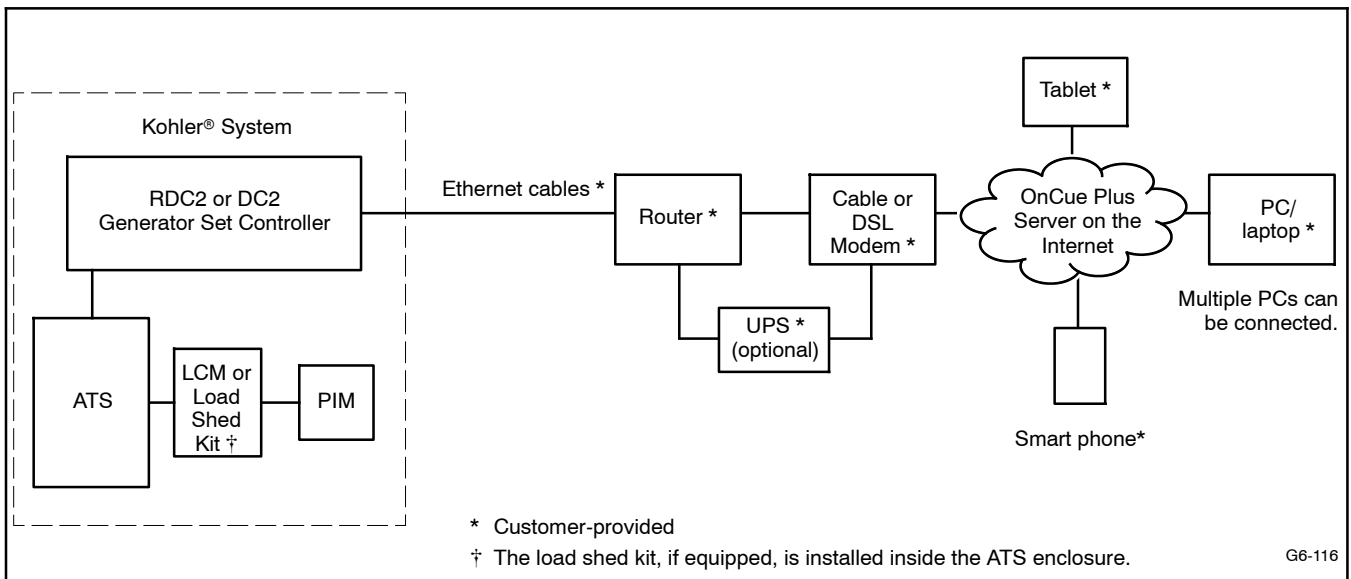 Kohler® System
RDC2 or DC2
Generator Set Controller
ATS
LCM or
Load
Shed
Kit †
PIM
Ethernet cables *
Router *
Cable or
DSL
Modem *
UPS *
(optional)
Tablet *
OnCue Plus
Server on the
Internet
PC/
laptop *
Multiple PCs can
be connected.
Smart phone*
* Customer-provided
† The load shed kit, if equipped, is installed inside the ATS enclosure.
G6-116